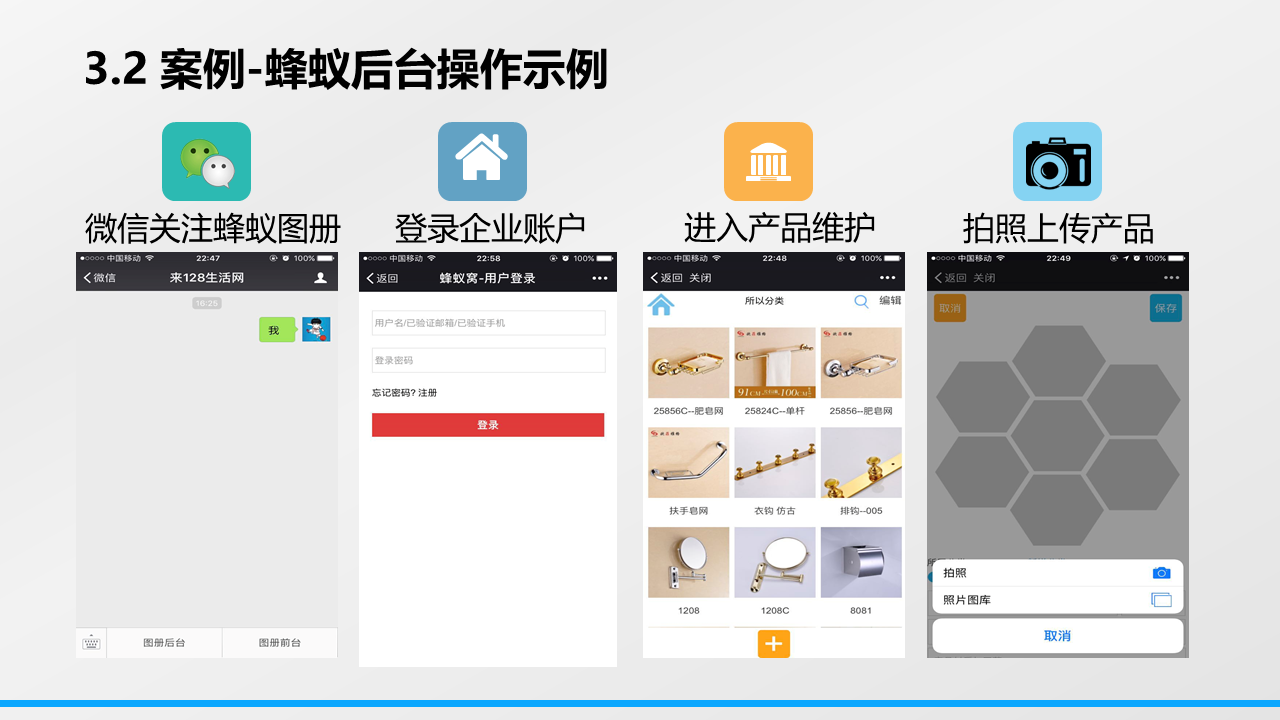 3.2 案例-蜂蚁后台操作示例
微信关注蜂蚁图册
登录企业账户
进入产品维护
拍照上传产品
中国移动 22:47 100%
微信 来128生活网
16:25
我
图册后台 图册前台
中国移动 22:58 100%
返回 蜂蚁窝-用户登录
用户名/已验证邮箱/已验证手机
登录密码
忘记密码? 注册
登录
中国移动 22:48 100%
返回 关闭
所以分类 编辑
91CM 100CM
25856C--肥皂网 25824C--单杆 25856--肥皂网
扶手皂网 衣钩 仿古 排钩--005
1208 1208C 8081
中国移动 22:49 100%
返回 关闭
取消 保存
拍照
照片图库
取消